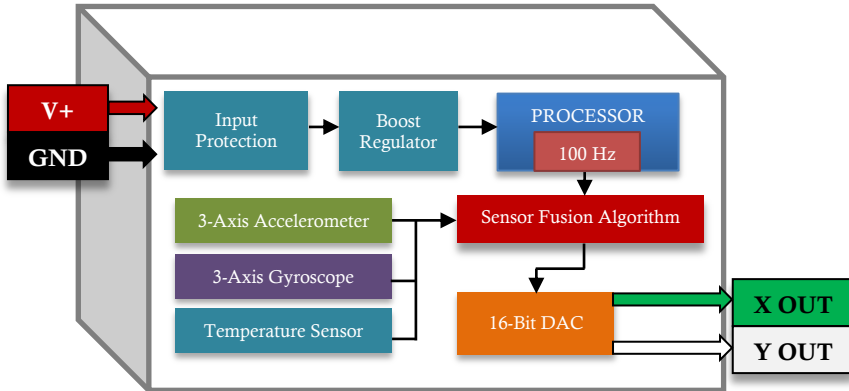 V+
GND
Input
Protection
Boost
Regulator
PROCESSOR
100 Hz
3-Axis Accelerometer
Sensor Fusion Algorithm
3-Axis Gyroscope
Temperature Sensor
16-Bit DAC
X OUT
Y OUT